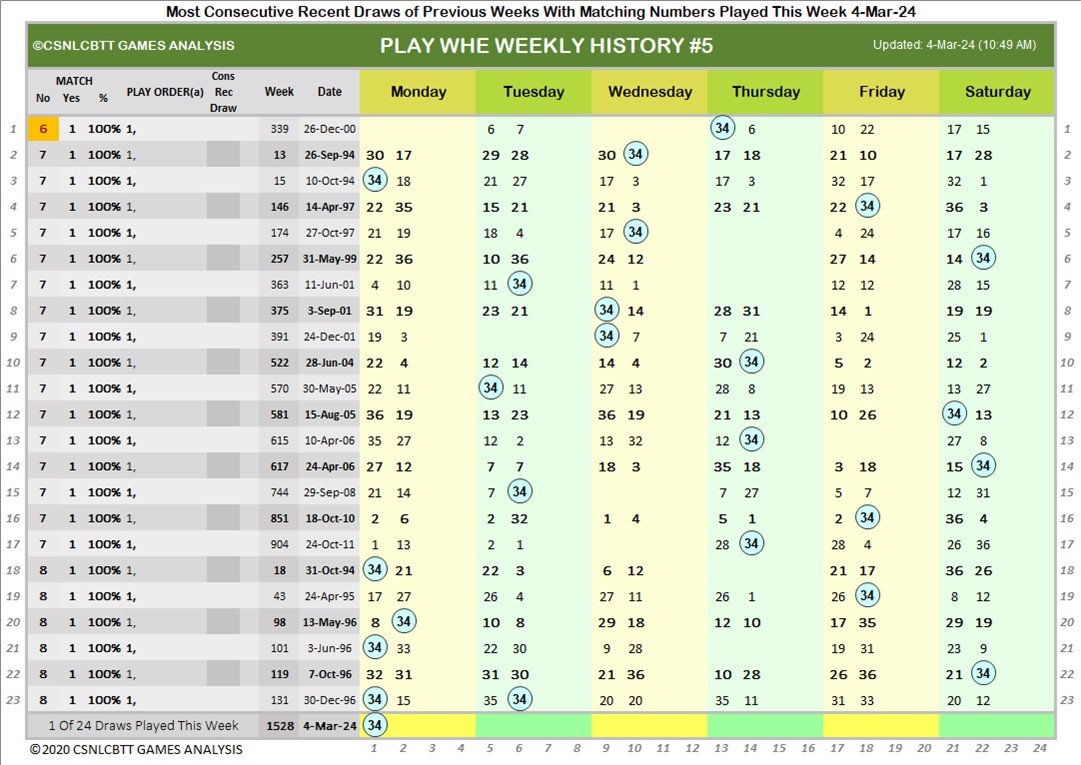 Most Consecutive Recent Draws of Previous Weeks With Matching Numbers Played This Week 4-Mar-24
©CSNLCBTT GAMES ANALYSIS PLAY WHE WEEKLY HISTORY #5 Updated: 4-Mar-24 (10:49 AM)
MATCH Cons
No Yes % PLAY ORDER(a) Rec Week Date Monday Tuesday Wednesday Thursday Friday Saturday
Draw
1 6 1 100% 1, 339 26-Dec-00 6 7 34 6 10 22 17 15 1
2 7 1 100% 1, 13 26-Sep-94 30 17 29 28 30 34 17 18 21 10 17 28 2
3 7 1 100% 1, 15 10-Oct-94 34 18 21 27 17 3 17 3 32 17 32 1 3
4 7 1 100% 1, 146 14-Apr-97 22 35 15 21 21 3 23 21 22 34 36 3 4
5 7 1 100% 1, 174 27-Oct-97 21 19 18 4 17 34 4 24 17 16 5
6 7 1 100% 1, 257 31-May-99 22 36 10 36 24 12 27 14 14 34 6
7 7 1 100% 1, 363 11-Jun-01 4 10 11 34 11 1 12 12 28 15 7
8 7 1 100% 1, 375 3-Sep-01 31 19 23 21 34 14 28 31 14 1 19 19 8
9 7 1 100% 1, 391 24-Dec-01 19 3 34 7 7 21 3 24 25 1 9
10 7 1 100% 1, 522 28-Jun-04 22 4 12 14 14 4 30 34 5 2 12 2 10
11 7 1 100% 1, 570 30-May-05 22 11 34 11 27 13 28 8 19 13 13 27 11
12 7 1 100% 1, 581 15-Aug-05 36 19 13 23 36 19 21 13 10 26 34 13 12
13 7 1 100% 1, 615 10-Apr-06 35 27 12 2 13 32 12 34 27 8 13
14 7 1 100% 1, 617 24-Apr-06 27 12 7 7 18 3 35 18 3 18 15 34 14
15 7 1 100% 1, 744 29-Sep-08 21 14 7 34 7 27 5 7 12 31 15
16 7 1 100% 1, 851 18-Oct-10 2 6 2 32 1 4 5 1 2 34 36 4 16
17 7 1 100% 1, 904 24-Oct-11 1 13 2 1 28 34 28 4 26 36 17
18 8 1 100% 1, 18 31-Oct-94 34 21 22 3 6 12 21 17 36 26 18
19 8 1 100% 1, 43 24-Apr-95 17 27 26 4 27 11 26 1 26 34 8 12 19
20 8 1 100% 1, 98 13-May-96 8 34 10 8 29 18 12 10 17 35 29 19 20
21 8 1 100% 1, 101 3-Jun-96 34 33 22 30 9 28 19 31 23 9 21
22 8 1 100% 1, 119 7-Oct-96 32 31 31 30 21 36 10 28 26 36 21 34 22
23 8 1 100% 1, 131 30-Dec-96 34 15 35 34 20 20 35 11 31 33 20 12 23
1 Of 24 Draws Played This Week 1528 4-Mar-24 34
©2020 CSNLCBTT GAMES ANALYSIS 1 2 3 4 5 6 7 8 9 10 11 12 13 14 15 16 17 18 19 20 21 22 23 24